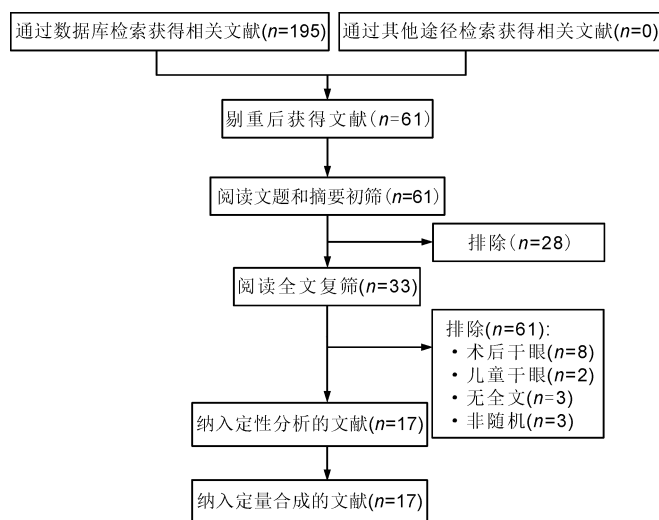 通过数据库检索获得相关文献(n=195)
通过其他途径检索获得相关文献(n=0)
剔重后获得文献(n=61)
阅读文题和摘要初筛(n=61)
排除(n=28)
阅读全文复筛(n=33)
排除(n=61):
·术后干眼(n=8)
·儿童干眼(n=2)
·无全文(n=3)
·非随机(n=3)
纳入定性分析的文献(n=17)
纳入定量合成的文献(n=17)